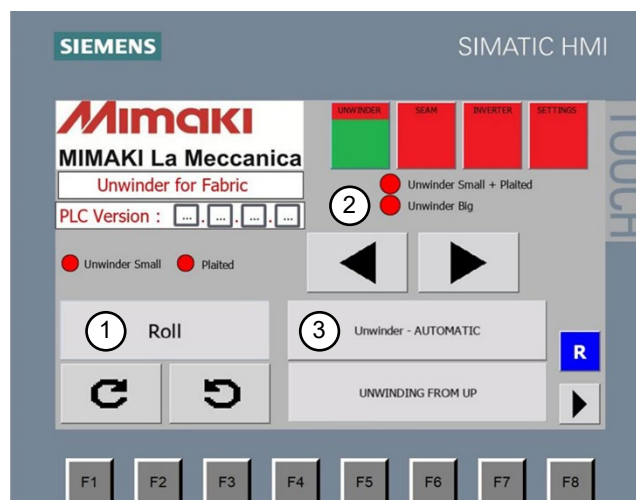 SIEMENS
SIMATIC HMI
TOUCH
Mimaki
MIMAKI La Meccanica
Unwinder for Fabric
PLC Version : ... . ... . ... . ...
UNWINDER
SEAM
INVERTER
SETTINGS
2
Unwinder Small + Plaited
Unwinder Big
Unwinder Small
Plaited
1
Roll
3
Unwinder - AUTOMATIC
R
UNWINDING FROM UP
F1
F2
F3
F4
F5
F6
F7
F8